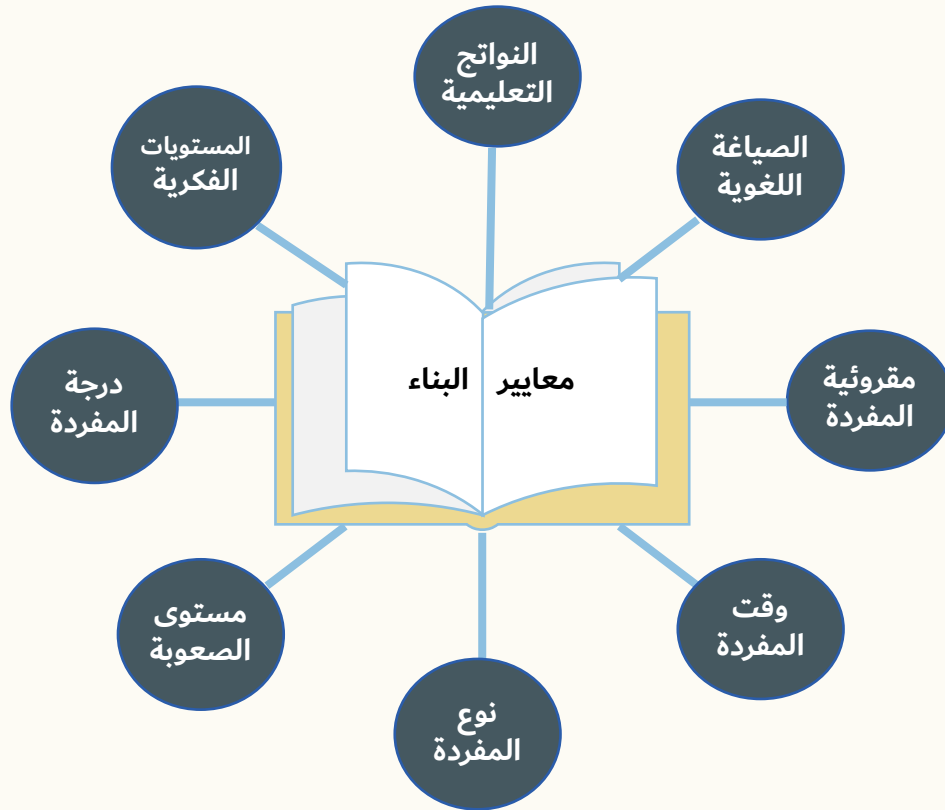 النواتج
التعليمية
الصياغة
اللغوية
المستويات
الفكرية
معايير البناء
مقروئية
المفردة
درجة
المفردة
وقت
المفردة
مستوى
الصعوبة
نوع
المفردة